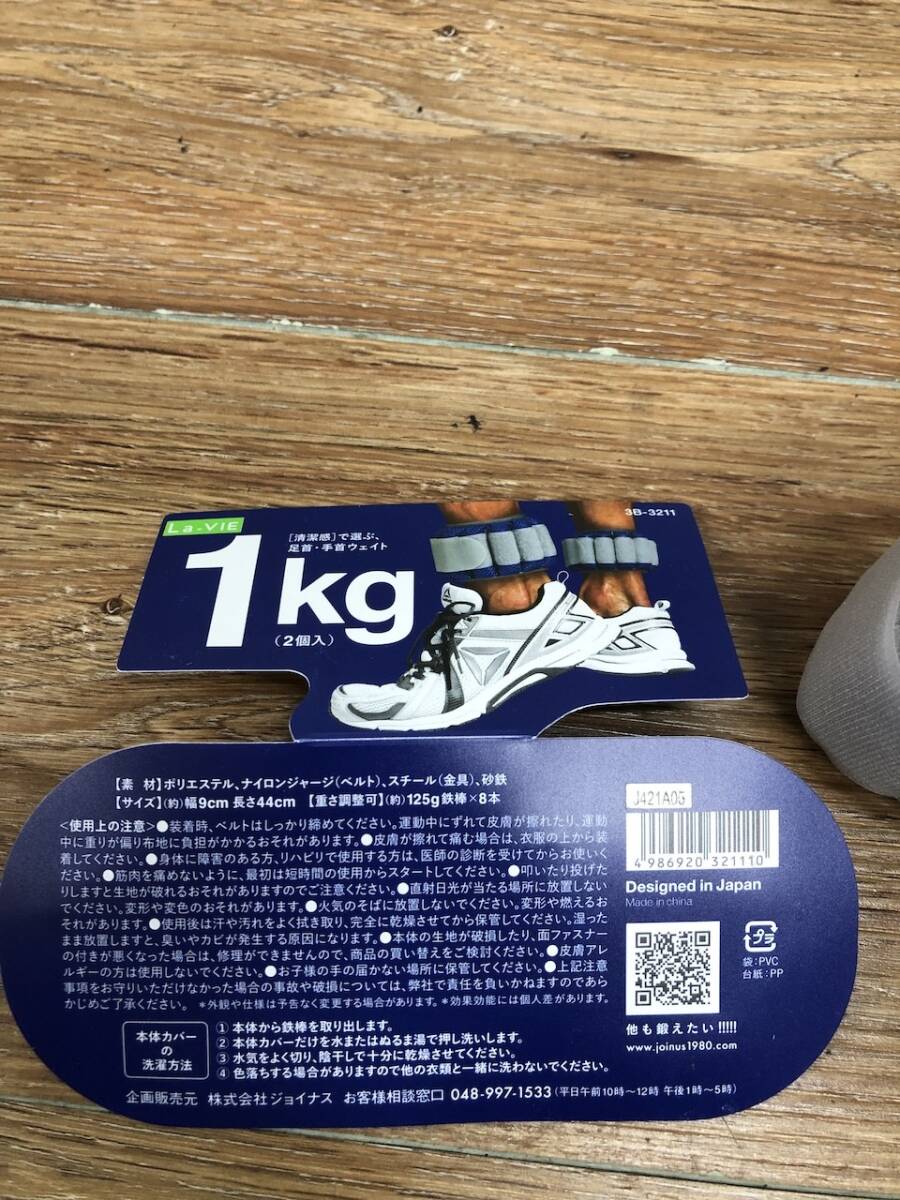 La-VIE
3B-3211
[清潔感]で選ぶ、
足首・手首ウェイト
1kg
(2個入)
【素 材】ポリエステル、ナイロンジャージ(ベルト)、スチール(金具)、砂鉄
【サイズ】(約)幅9cm 長さ44cm 【重さ調整可】(約)125g鉄棒×8本
<使用上の注意>●装着時、ベルトはしっかり締めてください。運動中にずれて皮膚が擦れたり、運動
中に重りが偏り布地に負担がかかるおそれがあります。●皮膚が擦れて痛む場合は、衣服の上から装
着してください。●身体に障害のある方、リハビリで使用する方は、医師の診断を受けてからお使いく
ださい。●筋肉を痛めないように、最初は短時間の使用からスタートしてください。●叩いたり投げた
りしますと生地が破れるおそれがありますのでご注意ください。●直射日光が当たる場所に放置しない
でください。変形や変色のおそれがあります。●火気のそばに放置しないでください。変形や燃えるお
それがあります。●使用後は汗や汚れをよく拭き取り、完全に乾燥させてから保管してください。湿った
まま放置しますと、臭いやカビが発生する原因になります。●本体の生地が破損したり、面ファスナー
の付きが悪くなった場合は、修理ができませんので、商品の買い替えをご検討ください。●皮膚アレ
ルギーの方は使用しないでください。●お子様の手の届かない場所に保管してください。●上記注意
事項をお守りいただけなかった場合の事故や破損については、弊社で責任を負いかねますのであら
かじめご了承ください。 *外観や仕様は予告なく変更する場合があります。*効果効能には個人差があります。
本体カバー
の
洗濯方法
① 本体から鉄棒を取り出します。
② 本体カバーだけを水またはぬるま湯で押し洗いします。
③ 水気をよく切り、陰干しで十分に乾燥させてください。
④ 色落ちする場合がありますので他の衣類と一緒に洗わないでください。
企画販売元 株式会社ジョイナス お客様相談窓口 048-997-1533 (平日午前10時〜12時 午後1時〜5時)
J421A05
4 986920 321110
Designed in Japan
Made in china
プラ
袋:PVC
台紙:PP
他も鍛えたい!!!!!
www.joinus1980.com